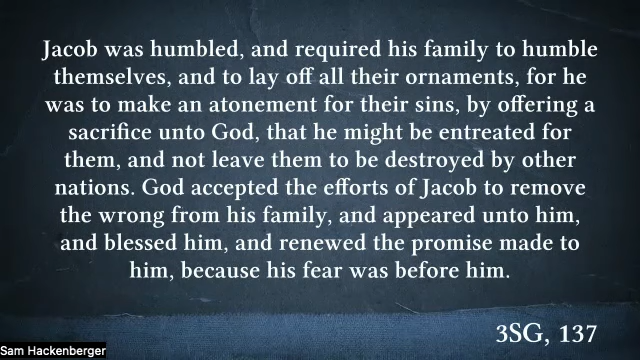 Jacob was humbled, and required his family to humble
themselves, and to lay off all their ornaments, for he
was to make an atonement for their sins, by offering a
sacrifice unto God, that he might be entreated for
them, and not leave them to be destroyed by other
nations. God accepted the efforts of Jacob to remove
the wrong from his family, and appeared unto him,
and blessed him, and renewed the promise made to
him, because his fear was before him.
3SG, 137
Sam Hackenberger